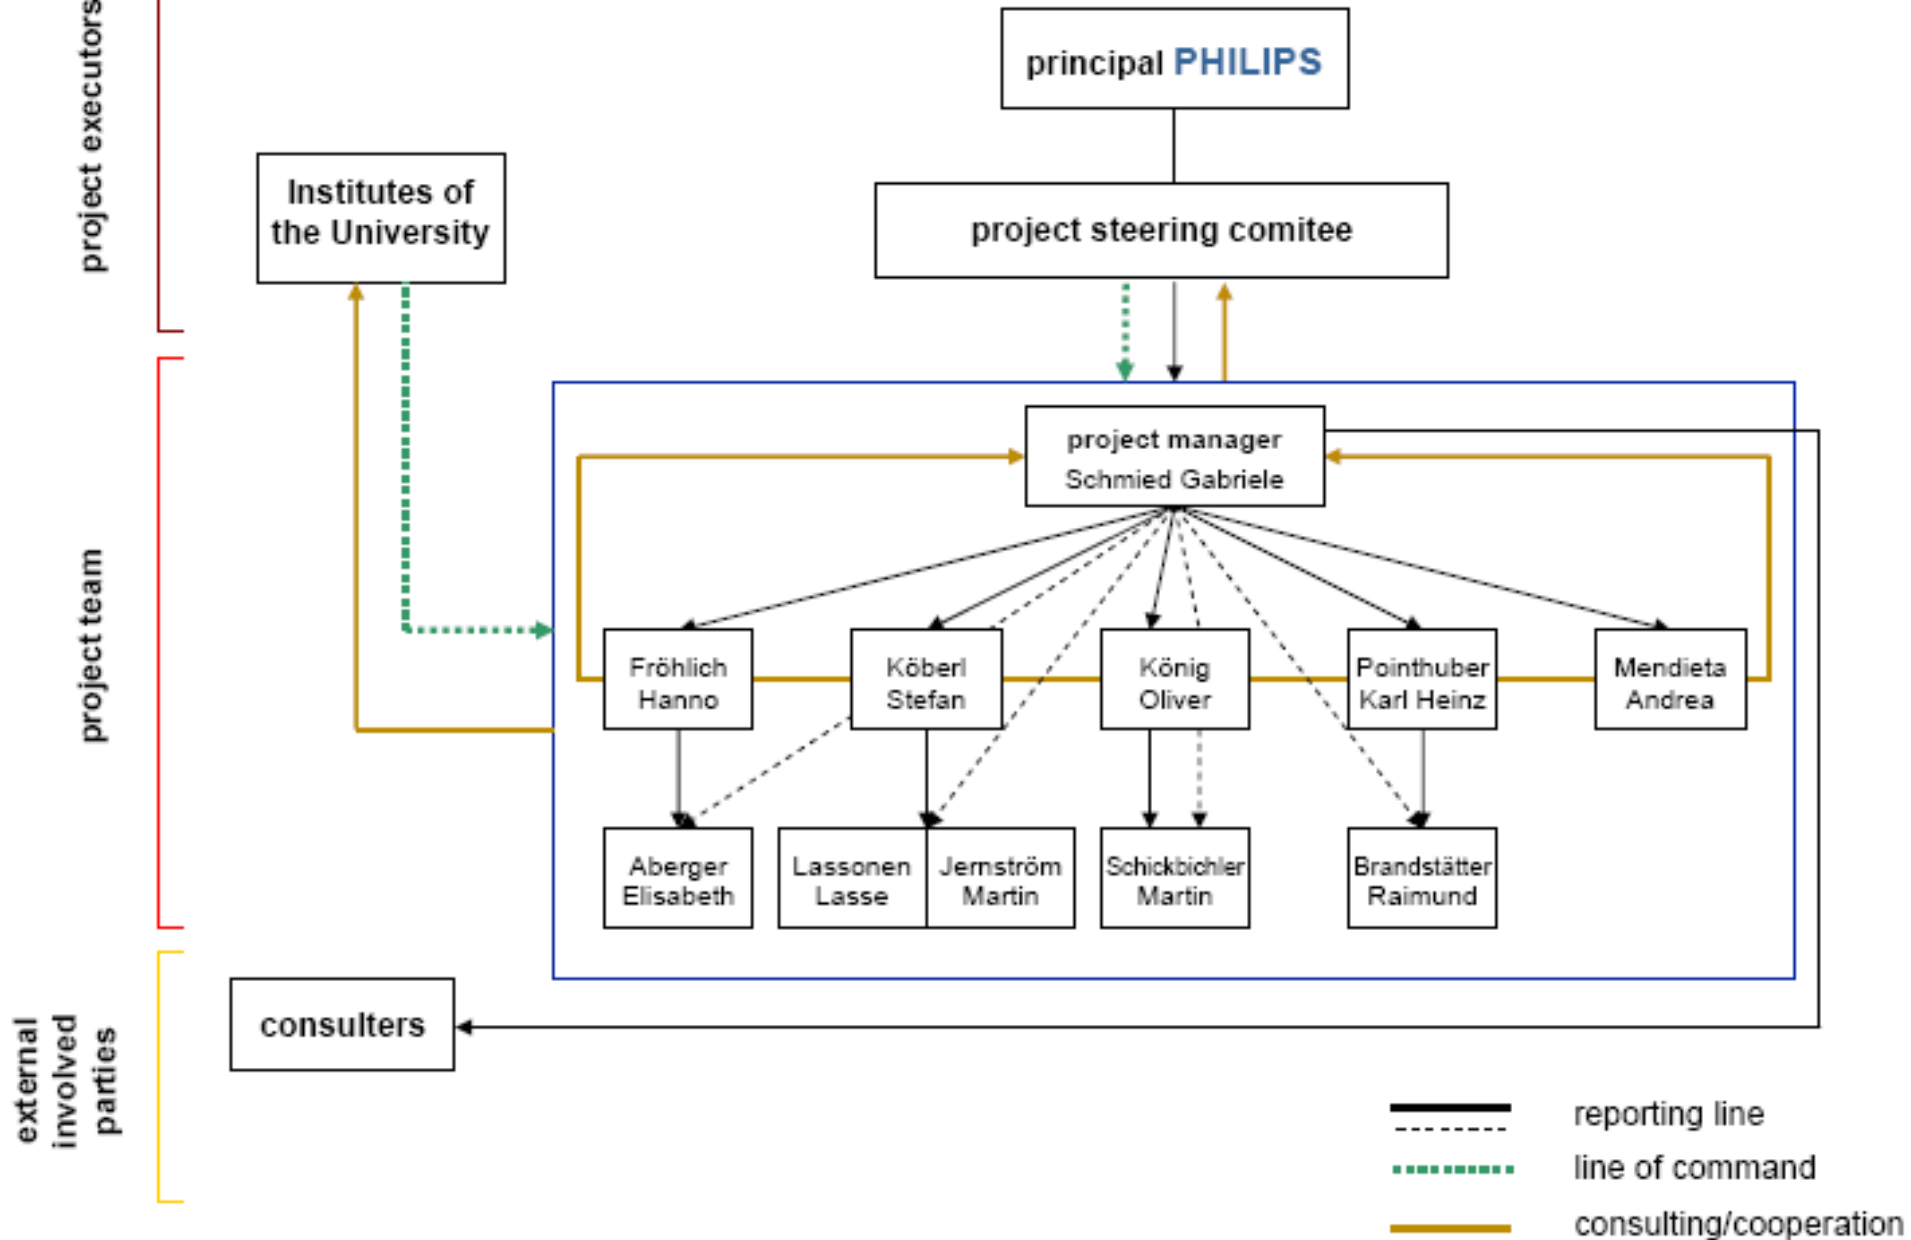 project executors
principal PHILIPS
Institutes of
the University
project steering comitee
project team
project manager
Schmied Gabriele
Fröhlich
Hanno
Köberl
Stefan
König
Oliver
Pointhuber
Karl Heinz
Mendieta
Andrea
Aberger
Elisabeth
Lassonen
Lasse
Jernström
Martin
Schickbichler
Martin
Brandstätter
Raimund
external
involved
parties
consulters
reporting line
line of command
consulting/cooperation